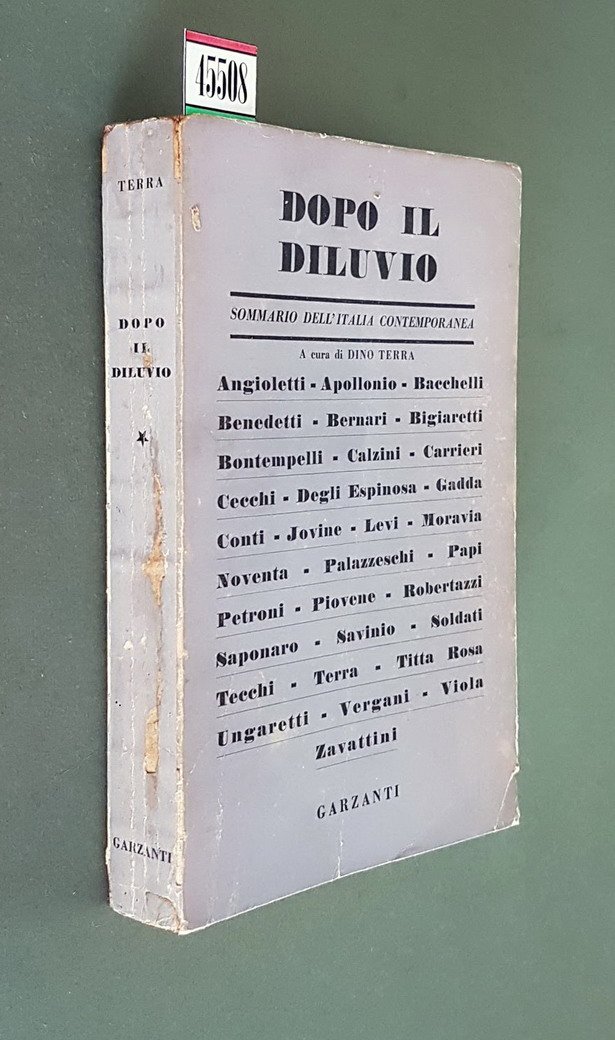 45508
TERRA
DOPO
IL
DILUVIO
GARZANTI
DOPO IL
DILUVIO
SOMMARIO DELL'ITALIA CONTEMPORANEA
A cura di DINO TERRA
Angioletti - Apollonio - Bacchelli
Benedetti - Bernari - Bigiaretti
Bontempelli - Calzini - Carrieri
Cecchi - Degli Espinosa - Gadda
Conti - Jovine - Levi - Moravia
Noventa - Palazzeschi - Papi
Petroni - Piovene - Robertazzi
Saponaro - Savinio - Soldati
Tecchi - Terra - Titta Rosa
Ungaretti - Vergani - Viola
Zavattini
GARZANTI